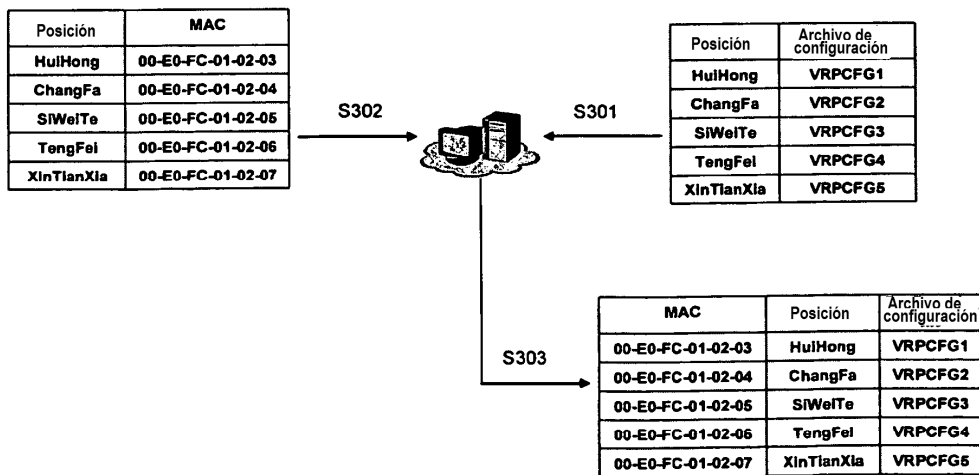 Posición MAC
HuiHong 00-E0-FC-01-02-03
ChangFa 00-E0-FC-01-02-04
SiWeiTe 00-E0-FC-01-02-05
TengFei 00-E0-FC-01-02-06
XinTianXia 00-E0-FC-01-02-07
S302
S301
Posición Archivo de
configuración
HuiHong VRPCFG1
ChangFa VRPCFG2
SiWeiTe VRPCFG3
TengFei VRPCFG4
XinTianXia VRPCFG5
S303
MAC Posición Archivo de
configuración
00-E0-FC-01-02-03 HuiHong VRPCFG1
00-E0-FC-01-02-04 ChangFa VRPCFG2
00-E0-FC-01-02-05 SiWeiTe VRPCFG3
00-E0-FC-01-02-06 TengFei VRPCFG4
00-E0-FC-01-02-07 XinTianXia VRPCFG5